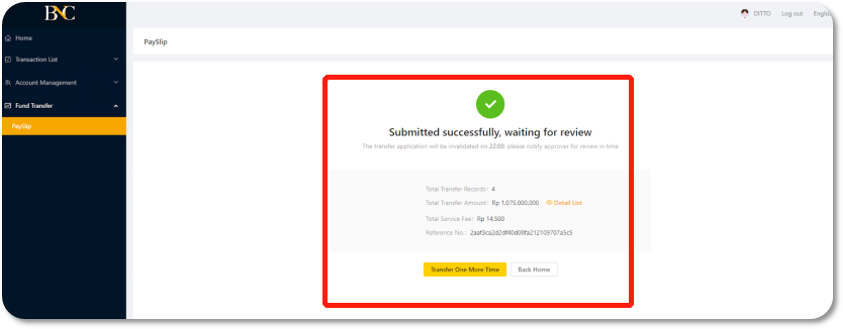 BNC
DITTO Log out English
Home
PaySlip
Transaction List
Account Management
Fund Transfer
PaySlip
Submitted successfully, waiting for review
The transfer application will be invalidated on 22:00, please notify approver for review in time
Total Transfer Records: 4
Total Transfer Amount: Rp 1.075.000.000 Detail List
Total Service Fee: Rp 14.500
Reference No.: 2aaf3ca2d2df40d08fa212109707a5c5
Transfer One More Time Back Home